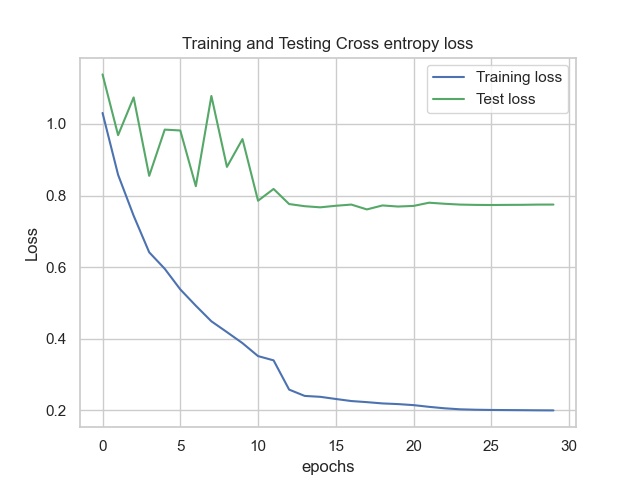 Training and Testing Cross entropy loss
Training loss
Test loss
1.0
0.8
0.6
0.4
0.2
Loss
0 5 10 15 20 25 30
epochs